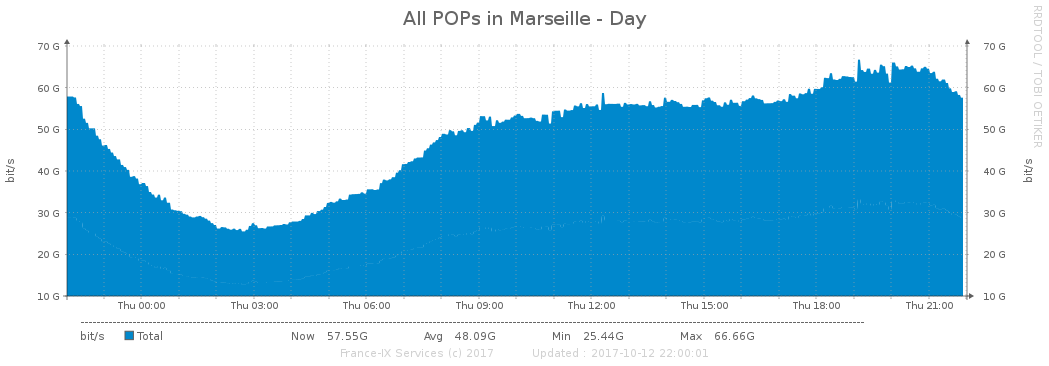 All POPs in Marseille - Day
RRDTOOL / TOBI OETIKER
70 G 70 G
60 G 60 G
50 G 50 G
40 G 40 G
30 G 30 G
20 G 20 G
10 G 10 G
bit/s bit/s
Thu 00:00 Thu 03:00 Thu 06:00 Thu 09:00 Thu 12:00 Thu 15:00 Thu 18:00 Thu 21:00
bit/s Total Now 57.55G Avg 48.09G Min 25.44G Max 66.66G
France-IX Services (c) 2017 Updated : 2017-10-12 22:00:01